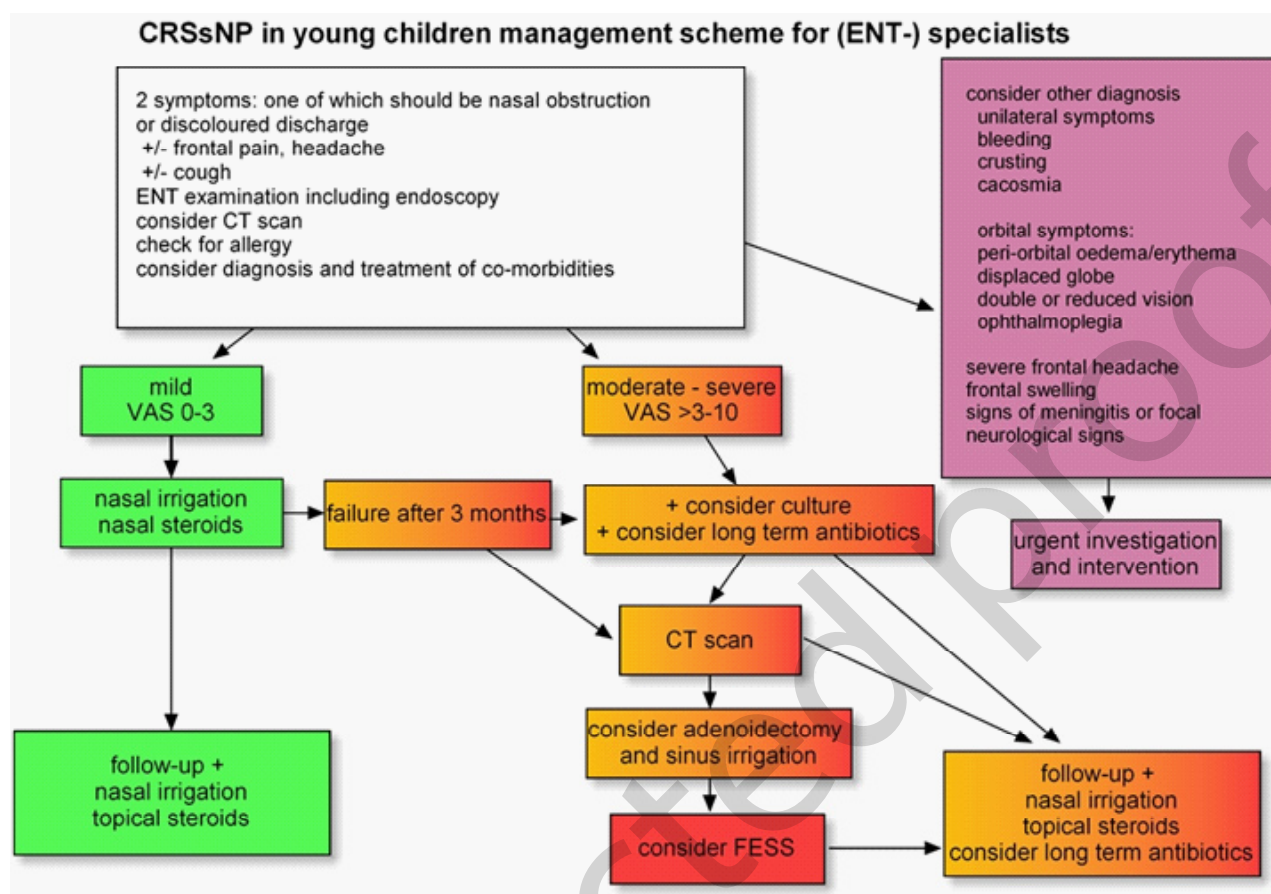 CRSsNP in young children management scheme for (ENT-) specialists
2 symptoms: one of which should be nasal obstruction
or discoloured discharge
+/- frontal pain, headache
+/- cough
ENT examination including endoscopy
consider CT scan
check for allergy
consider diagnosis and treatment of co-morbidities
consider other diagnosis
unilateral symptoms
bleeding
crusting
cacosmia
orbital symptoms:
peri-orbital oedema/erythema
displaced globe
double or reduced vision
ophthalmoplegia
severe frontal headache
frontal swelling
signs of meningitis or focal
neurological signs
mild
VAS 0-3
moderate - severe
VAS >3-10
nasal irrigation
nasal steroids
failure after 3 months
+ consider culture
+ consider long term antibiotics
urgent investigation
and intervention
CT scan
consider adenoidectomy
and sinus irrigation
follow-up +
nasal irrigation
topical steroids
consider FESS
follow-up +
nasal irrigation
topical steroids
consider long term antibiotics